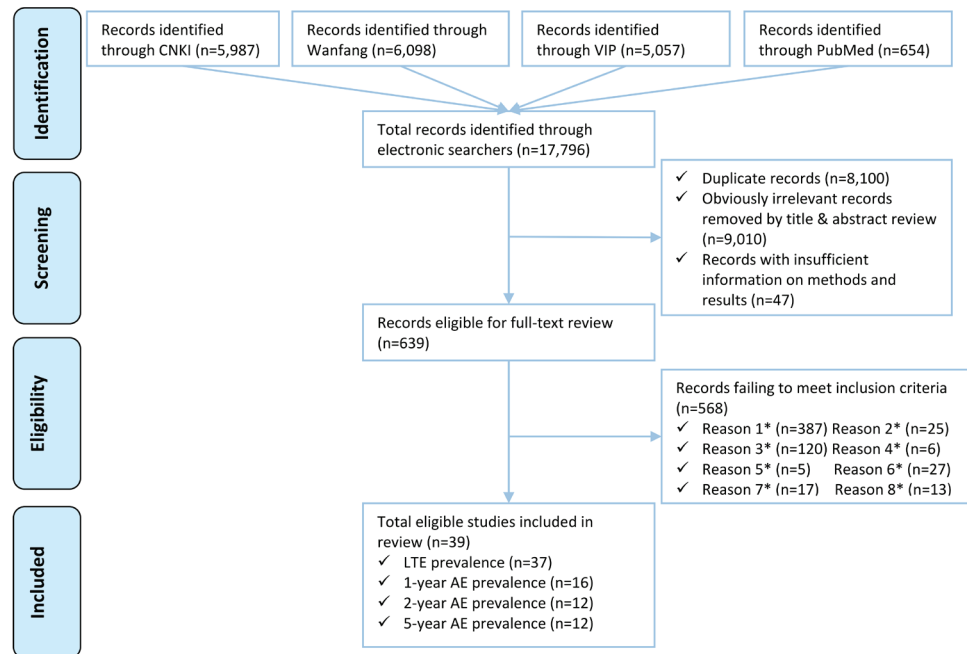 Identification
Records identified
through CNKI (n=5,987)
Records identified through
Wanfang (n=6,098)
Records identified
through VIP (n=5,057)
Records identified
through PubMed (n=654)
Total records identified through
electronic searchers (n=17,796)
Screening
✓ Duplicate records (n=8,100)
✓ Obviously irrelevant records
removed by title & abstract review
(n=9,010)
✓ Records with insufficient
information on methods and
results (n=47)
Records eligible for full-text review
(n=639)
Eligibility
Records failing to meet inclusion criteria
(n=568)
✓ Reason 1* (n=387) Reason 2* (n=25)
✓ Reason 3* (n=120) Reason 4* (n=6)
✓ Reason 5* (n=5) Reason 6* (n=27)
✓ Reason 7* (n=17) Reason 8* (n=13)
Included
Total eligible studies included in
review (n=39)
✓ LTE prevalence (n=37)
✓ 1-year AE prevalence (n=16)
✓ 2-year AE prevalence (n=12)
✓ 5-year AE prevalence (n=12)